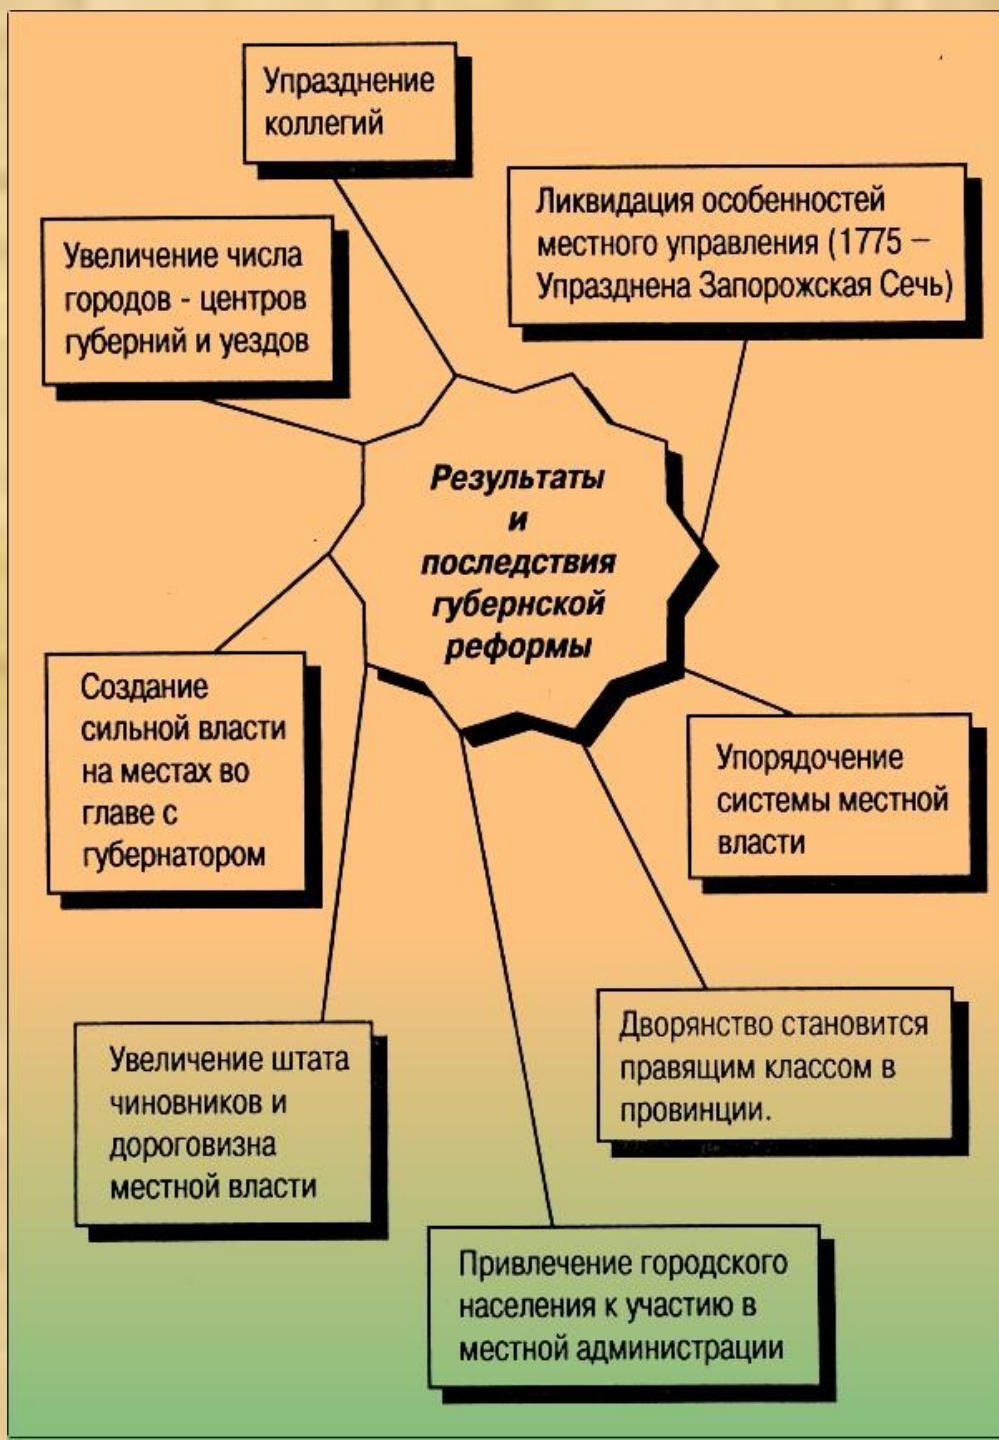 Упразднение
коллегий
Ликвидация особенностей
местного управления (1775 –
Упразднена Запорожская Сечь)
Увеличение числа
городов - центров
губерний и уездов
Результаты
и
последствия
губернской
реформы
Создание
сильной власти
на местах во
главе с
губернатором
Упорядочение
системы местной
власти
Дворянство становится
правящим классом в
провинции.
Увеличение штата
чиновников и
дороговизна
местной власти
Привлечение городского
населения к участию в
местной администрации